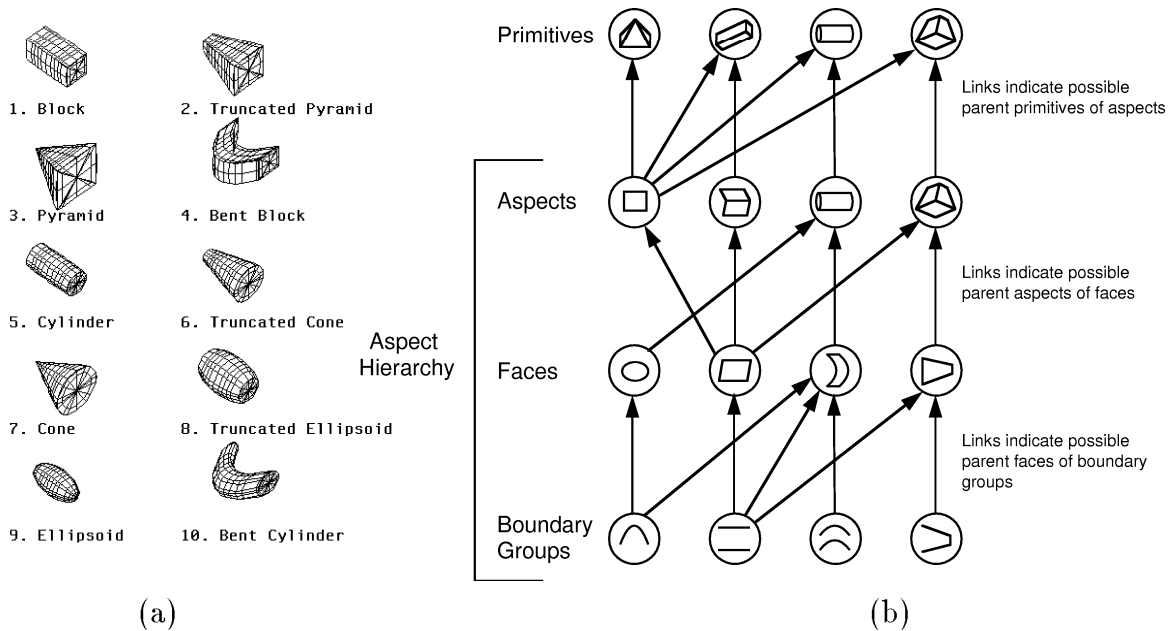 1. Block
2. Truncated Pyramid
3. Pyramid
4. Bent Block
5. Cylinder
6. Truncated Cone
7. Cone
8. Truncated Ellipsoid
9. Ellipsoid
10. Bent Cylinder
(a)
Primitives
Links indicate possible
parent primitives of aspects
Aspects
Links indicate possible
parent aspects of faces
Aspect
Hierarchy
Faces
Links indicate possible
parent faces of boundary
groups
Boundary
Groups
(b)